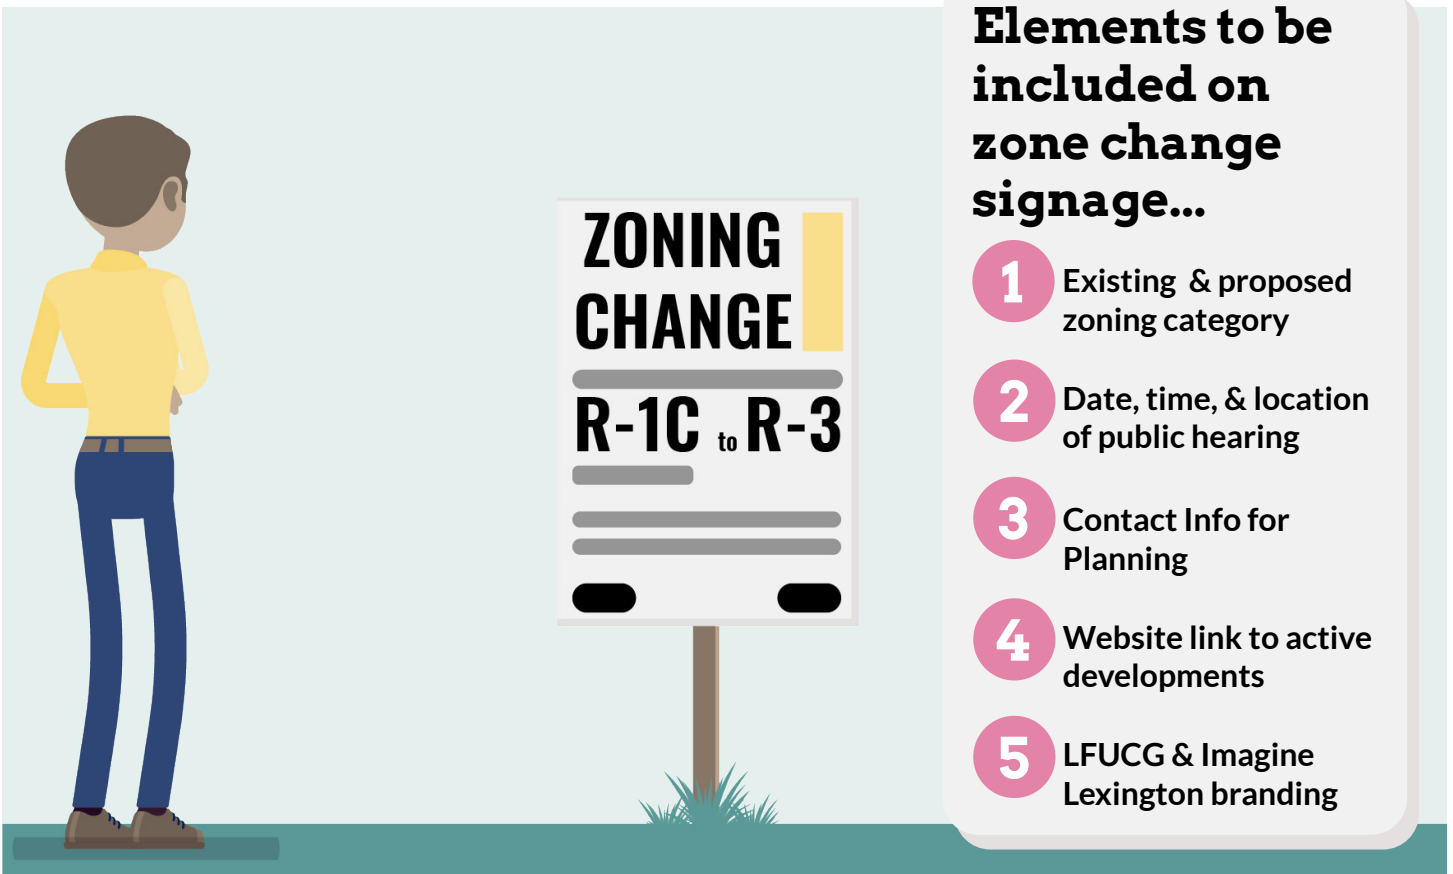 ZONING
CHANGE
R-1C to R-3
Elements to be
included on
zone change
signage...
1 Existing & proposed
zoning category
2 Date, time, & location
of public hearing
3 Contact Info for
Planning
4 Website link to active
developments
5 LFUCG & Imagine
Lexington branding